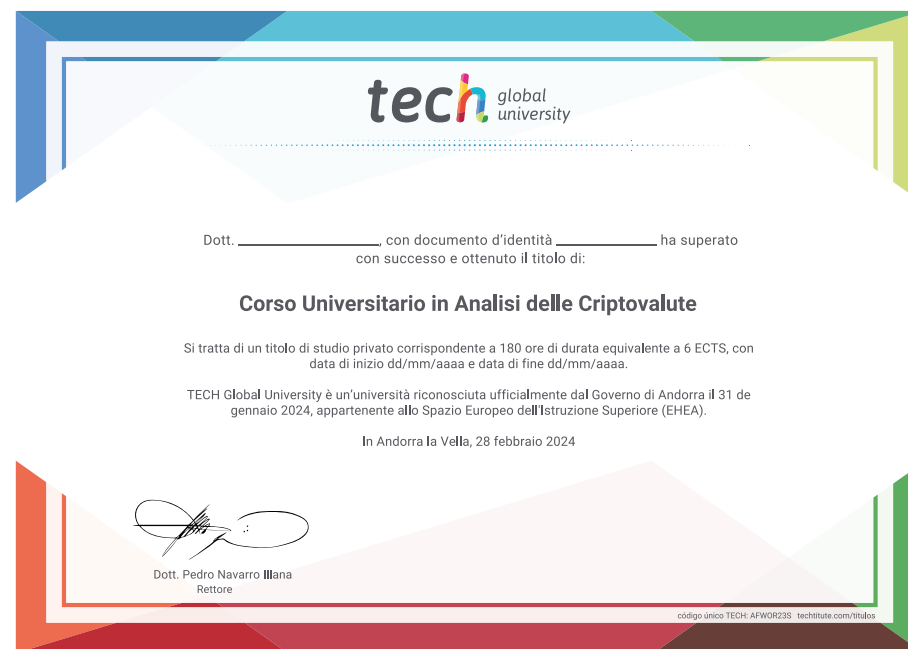 tech global university
Dott. ____________________, con documento d'identità ______________ ha superato
con successo e ottenuto il titolo di:
Corso Universitario in Analisi delle Criptovalute
Si tratta di un titolo di studio privato corrispondente a 180 ore di durata equivalente a 6 ECTS, con
data di inizio dd/mm/aaaa e data di fine dd/mm/aaaa.
TECH Global University è un'università riconosciuta ufficialmente dal Governo di Andorra il 31 de
gennaio 2024, appartenente allo Spazio Europeo dell'Istruzione Superiore (EHEA).
In Andorra la Vella, 28 febbraio 2024
Dott. Pedro Navarro Illana
Rettore
código único TECH: AFWOR23S techtitute.com/titulos